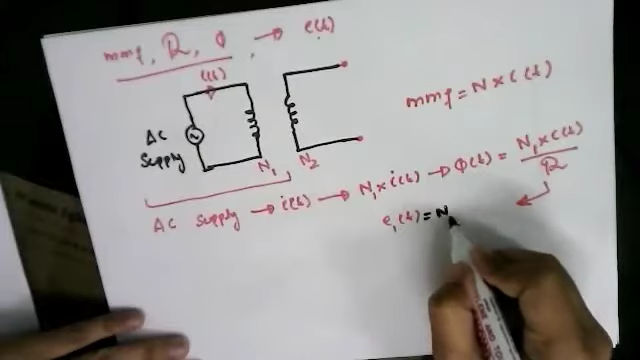 mmf, R, φ → e(t)
i(t)
mmf = N × i(t)
AC
Supply
N₁ N₂
AC supply → i(t) → N₁ × i(t) → φ(t) = N₁ × i(t) / R
e₁(t) = N